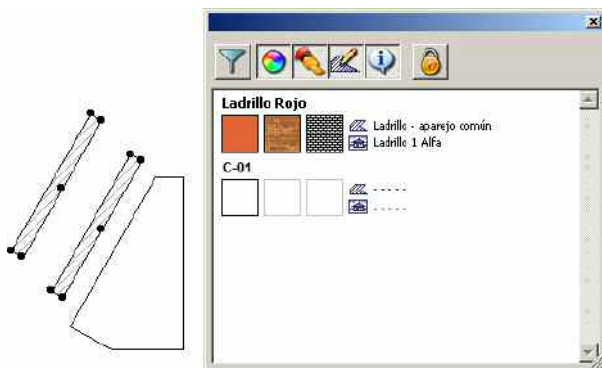 Ladrillo Rojo
Ladrillo - aparejo común
Ladrillo 1 Alfa
C-01
- - - - -
- - - - -